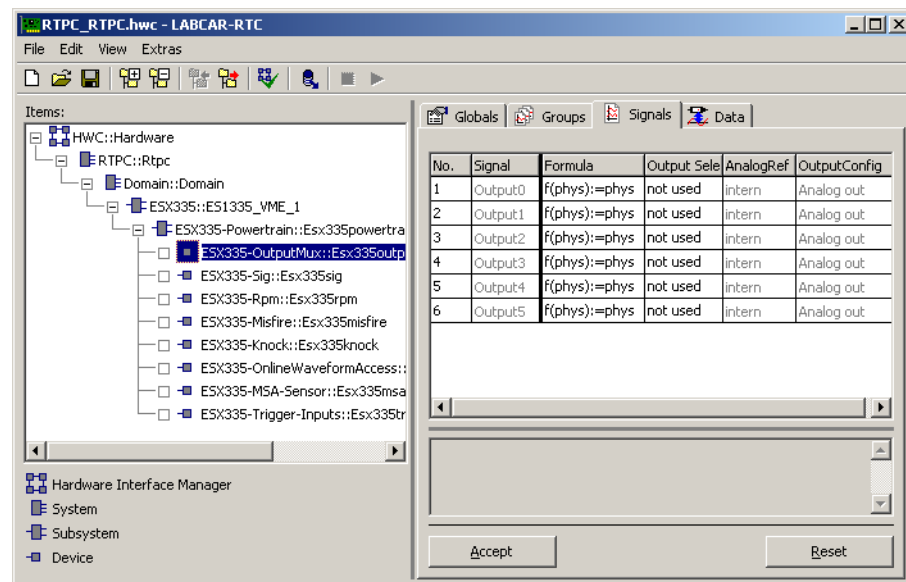 RTPC_RTPC.hwc - LABCAR-RTC
File Edit View Extras
Items:
HWC::Hardware
RTPC::Rtpc
Domain::Domain
ESX335::ES1335_VME_1
ESX335-Powertrain::Esx335powertra
ESX335-OutputMux::Esx335outp
ESX335-Sig::Esx335sig
ESX335-Rpm::Esx335rpm
ESX335-Misfire::Esx335misfire
ESX335-Knock::Esx335knock
ESX335-OnlineWaveformAccess::
ESX335-MSA-Sensor::Esx335msa
ESX335-Trigger-Inputs::Esx335tr
Hardware Interface Manager
System
Subsystem
Device
Globals Groups Signals Data
No. Signal Formula Output Sele AnalogRef OutputConfig
1 Output0 f(phys):=phys not used intern Analog out
2 Output1 f(phys):=phys not used intern Analog out
3 Output2 f(phys):=phys not used intern Analog out
4 Output3 f(phys):=phys not used intern Analog out
5 Output4 f(phys):=phys not used intern Analog out
6 Output5 f(phys):=phys not used intern Analog out
Accept Reset